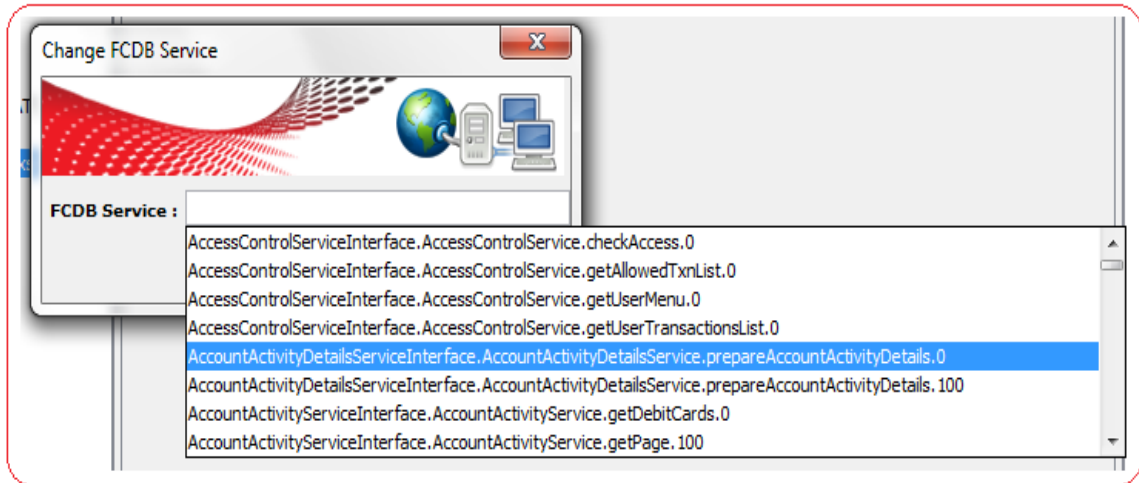 Change FCDB Service
FCDB Service :
AccessControlServiceInterface.AccessControlService.checkAccess.0
AccessControlServiceInterface.AccessControlService.getAllowedTxnList.0
AccessControlServiceInterface.AccessControlService.getUserMenu.0
AccessControlServiceInterface.AccessControlService.getUserTransactionsList.0
AccountActivityDetailsServiceInterface.AccountActivityDetailsService.prepareAccountActivityDetails.0
AccountActivityDetailsServiceInterface.AccountActivityDetailsService.prepareAccountActivityDetails.100
AccountActivityServiceInterface.AccountActivityService.getDebitCards.0
AccountActivityServiceInterface.AccountActivityService.getPage.100